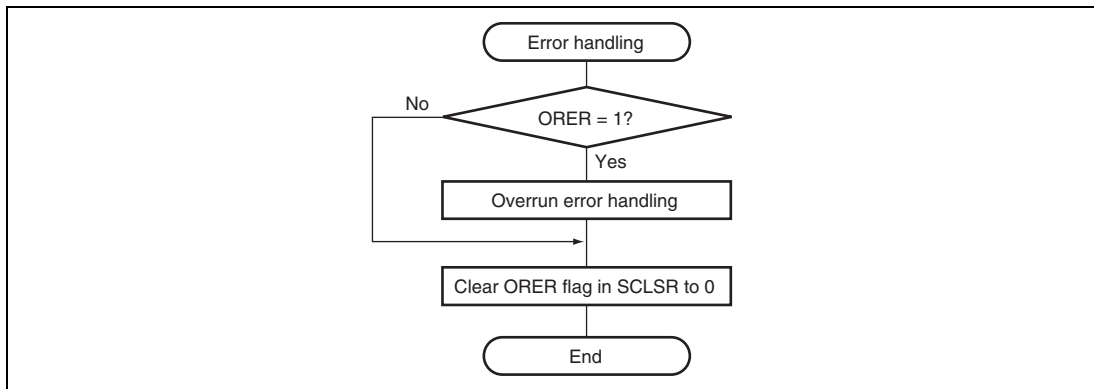 Error handling
No
ORER = 1?
Yes
Overrun error handling
Clear ORER flag in SCLSR to 0
End